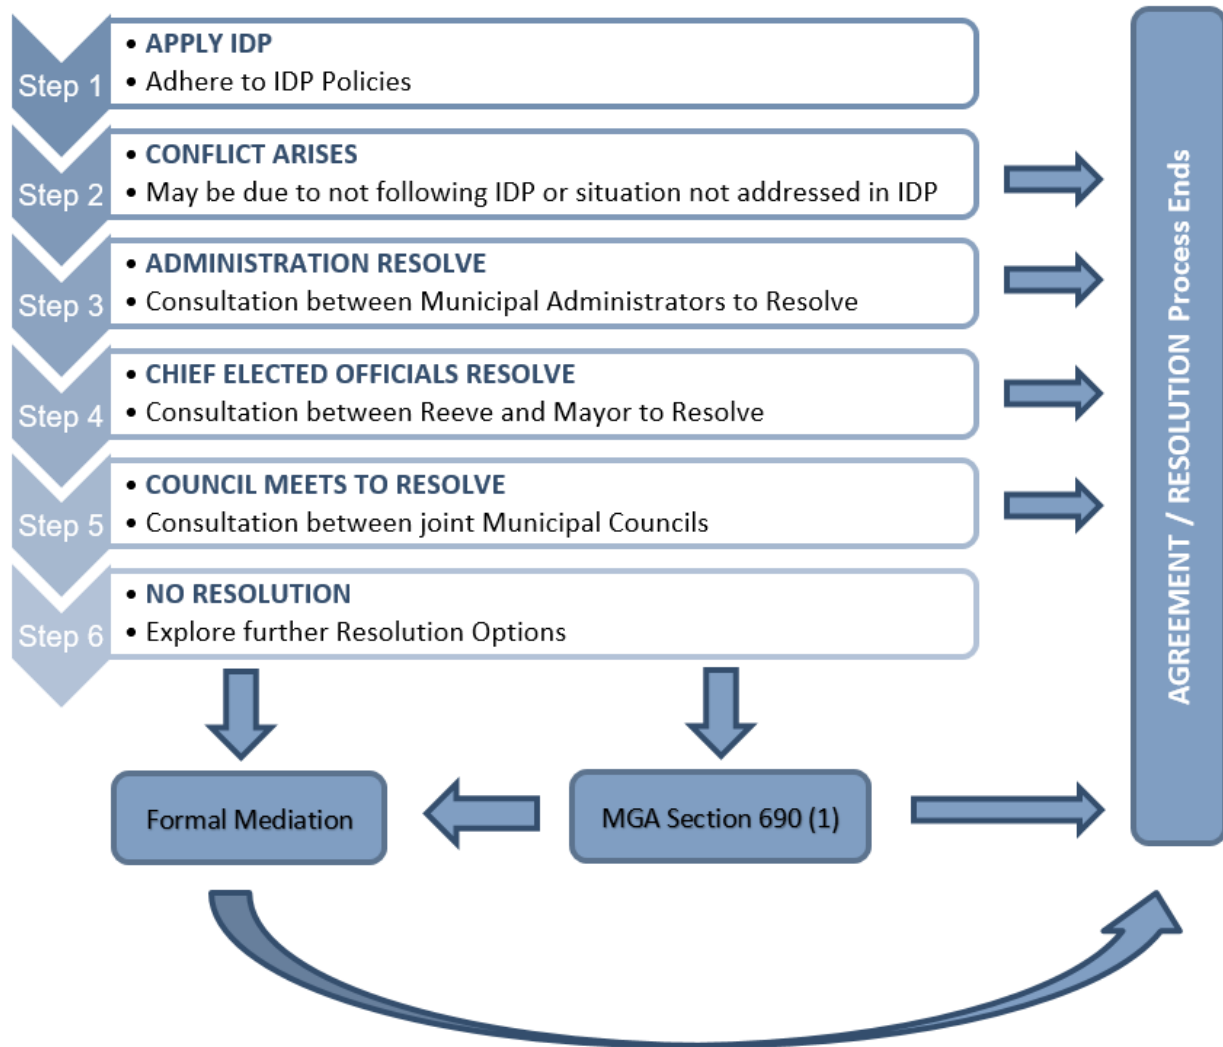 Step 1
• APPLY IDP
• Adhere to IDP Policies
Step 2
• CONFLICT ARISES
• May be due to not following IDP or situation not addressed in IDP
Step 3
• ADMINISTRATION RESOLVE
• Consultation between Municipal Administrators to Resolve
Step 4
• CHIEF ELECTED OFFICIALS RESOLVE
• Consultation between Reeve and Mayor to Resolve
Step 5
• COUNCIL MEETS TO RESOLVE
• Consultation between joint Municipal Councils
Step 6
• NO RESOLUTION
• Explore further Resolution Options
Formal Mediation
MGA Section 690 (1)
AGREEMENT / RESOLUTION Process Ends